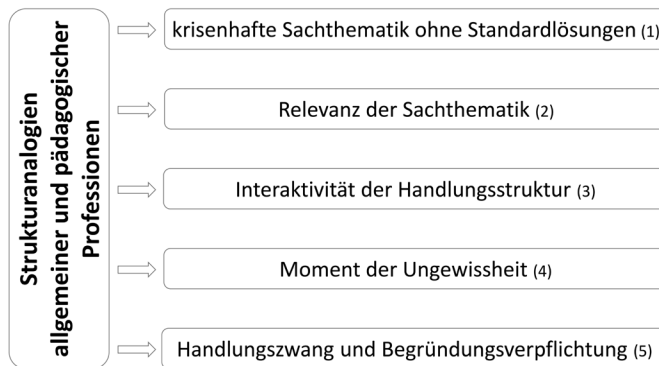 Strukturanalogien
allgemeiner und pädagogischer
Professionen
krisenhafte Sachthematik ohne Standardlösungen (1)
Relevanz der Sachthematik (2)
Interaktivität der Handlungsstruktur (3)
Moment der Ungewissheit (4)
Handlungszwang und Begründungsverpflichtung (5)